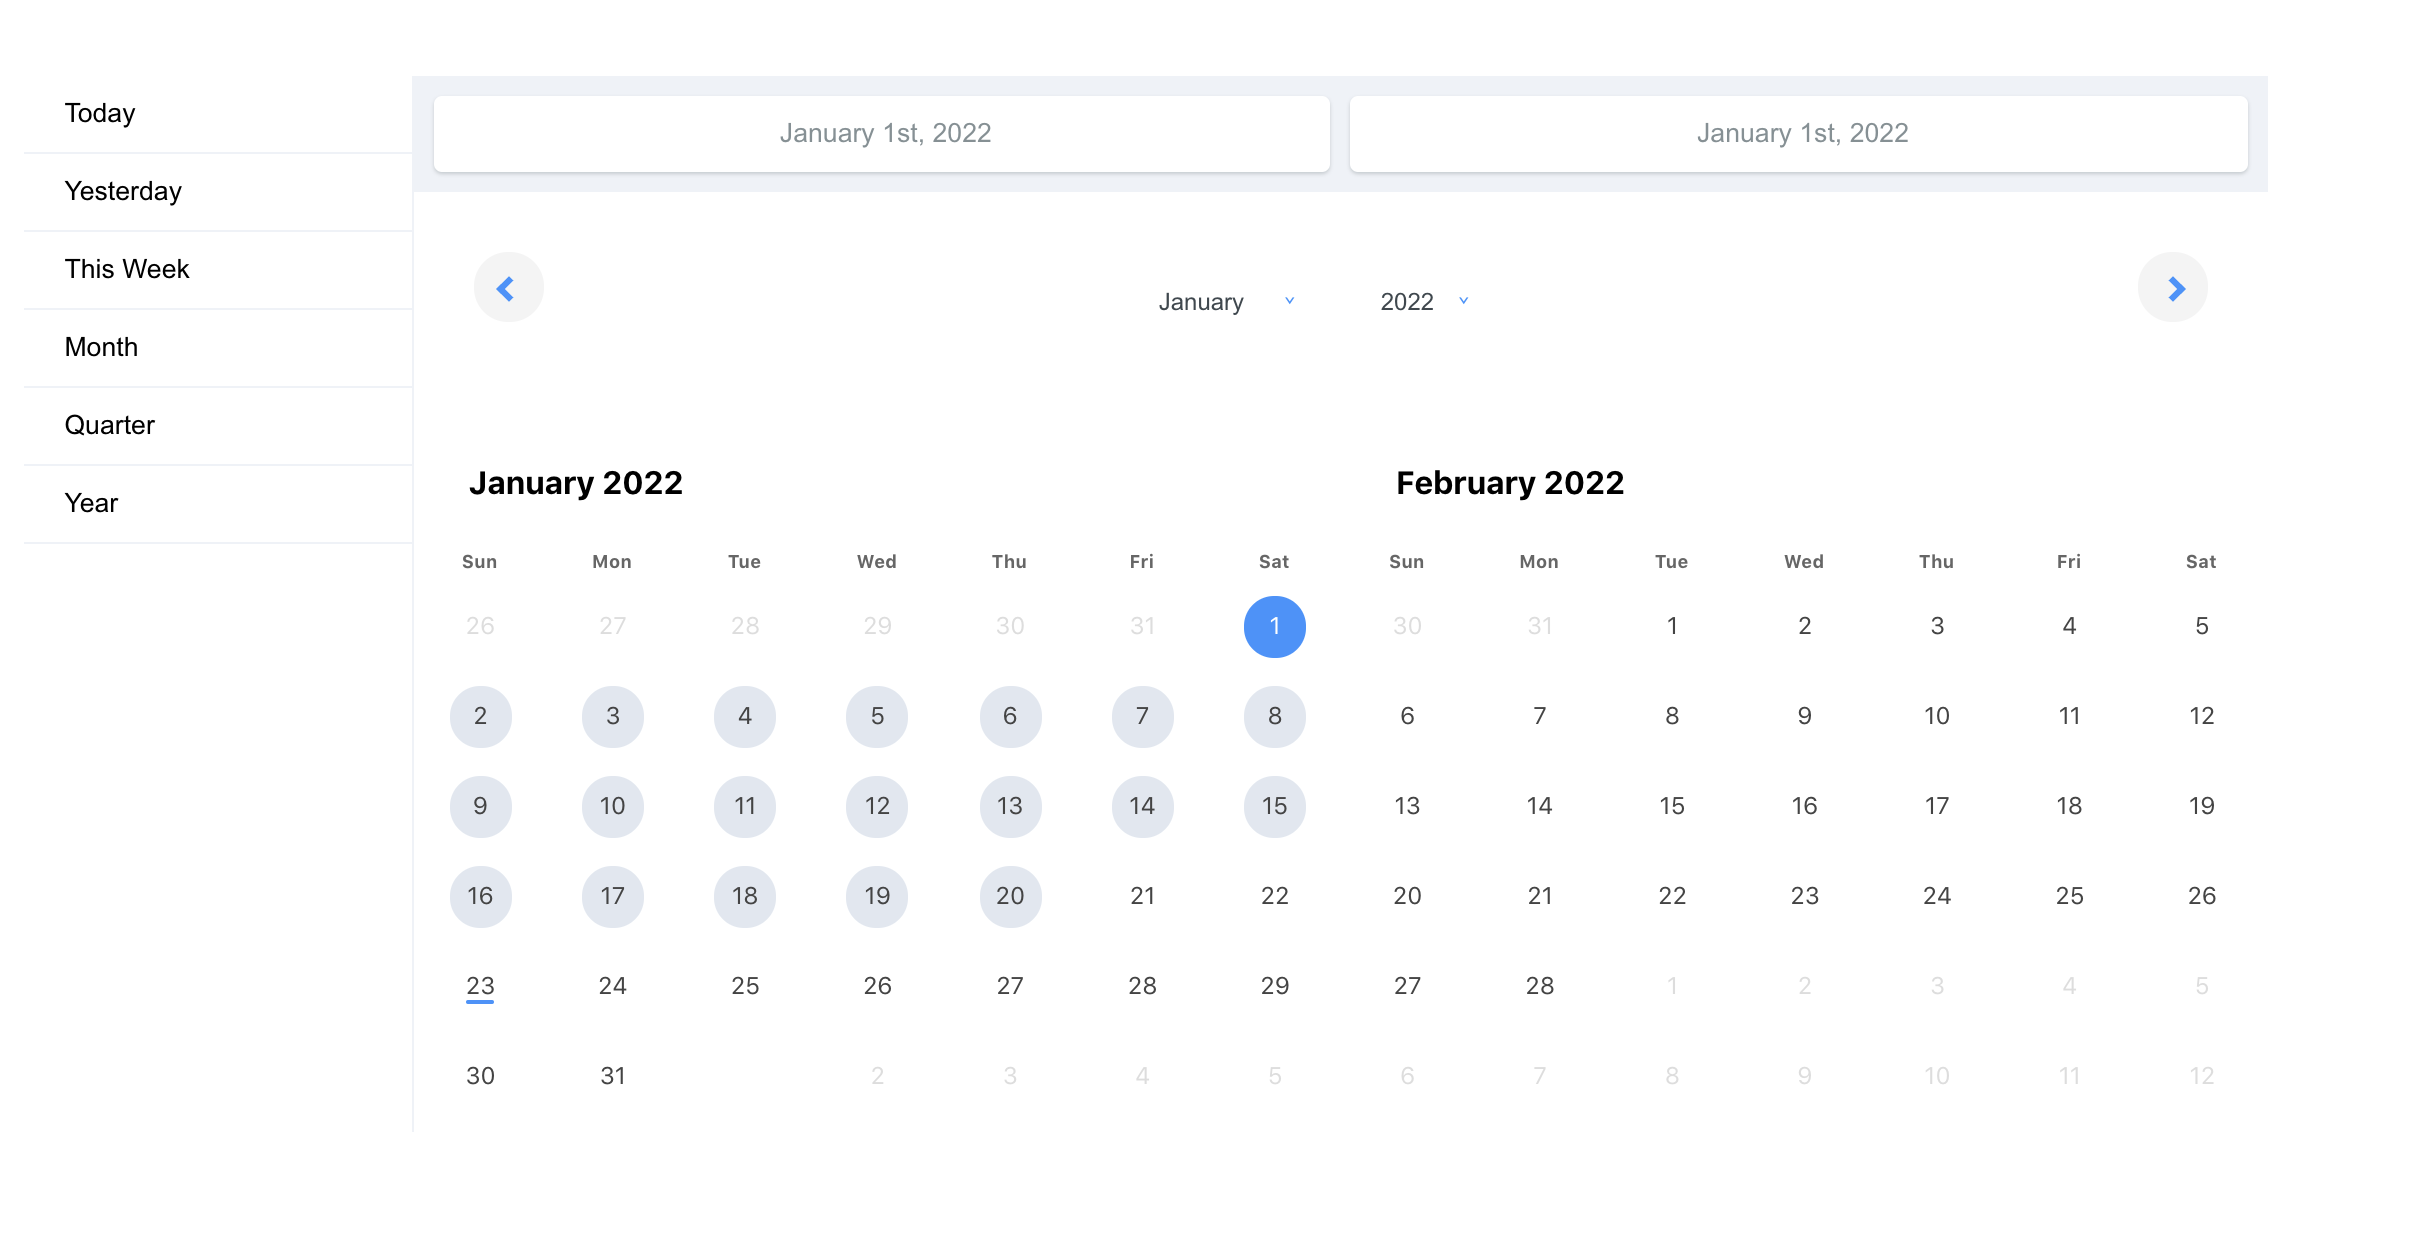 Today
Yesterday
This Week
Month
Quarter
Year
January 1st, 2022 January 1st, 2022
January 2022
January 2022
Sun Mon Tue Wed Thu Fri Sat
26 27 28 29 30 31 1
2 3 4 5 6 7 8
9 10 11 12 13 14 15
16 17 18 19 20 21 22
23 24 25 26 27 28 29
30 31 2 3 4 5
February 2022
Sun Mon Tue Wed Thu Fri Sat
30 31 1 2 3 4 5
6 7 8 9 10 11 12
13 14 15 16 17 18 19
20 21 22 23 24 25 26
27 28 1 2 3 4 5
6 7 8 9 10 11 12